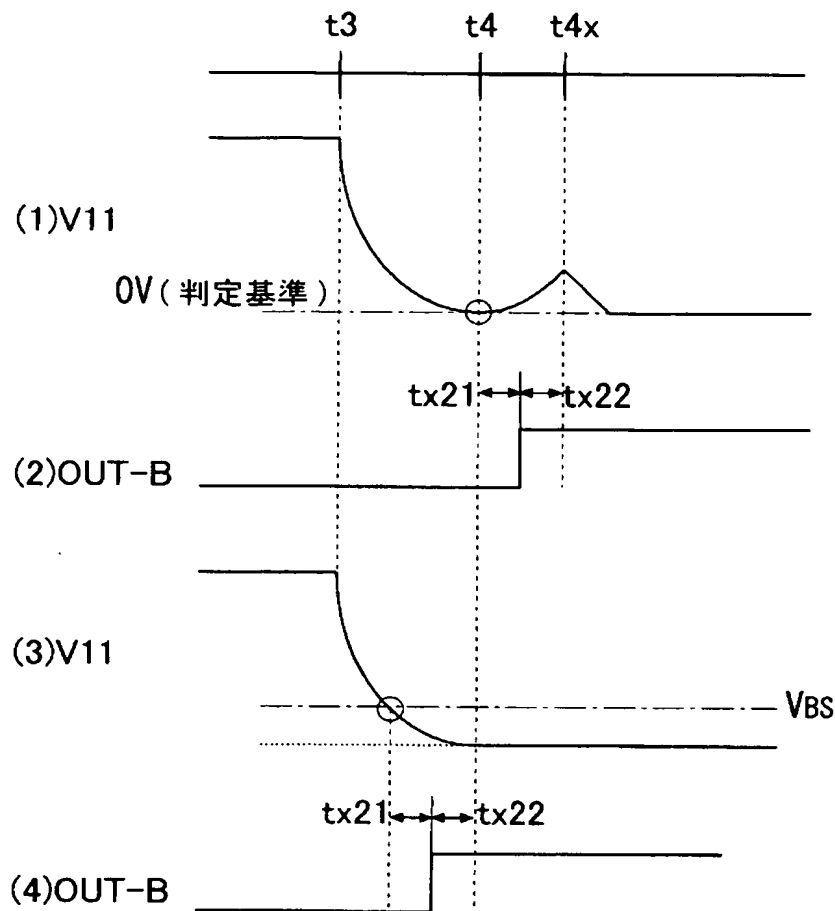 t3 t4 t4x
(1)V11
0V(判定基準)
tx21 tx22
(2)OUT-B
(3)V11
VBS
tx21 tx22
(4)OUT-B